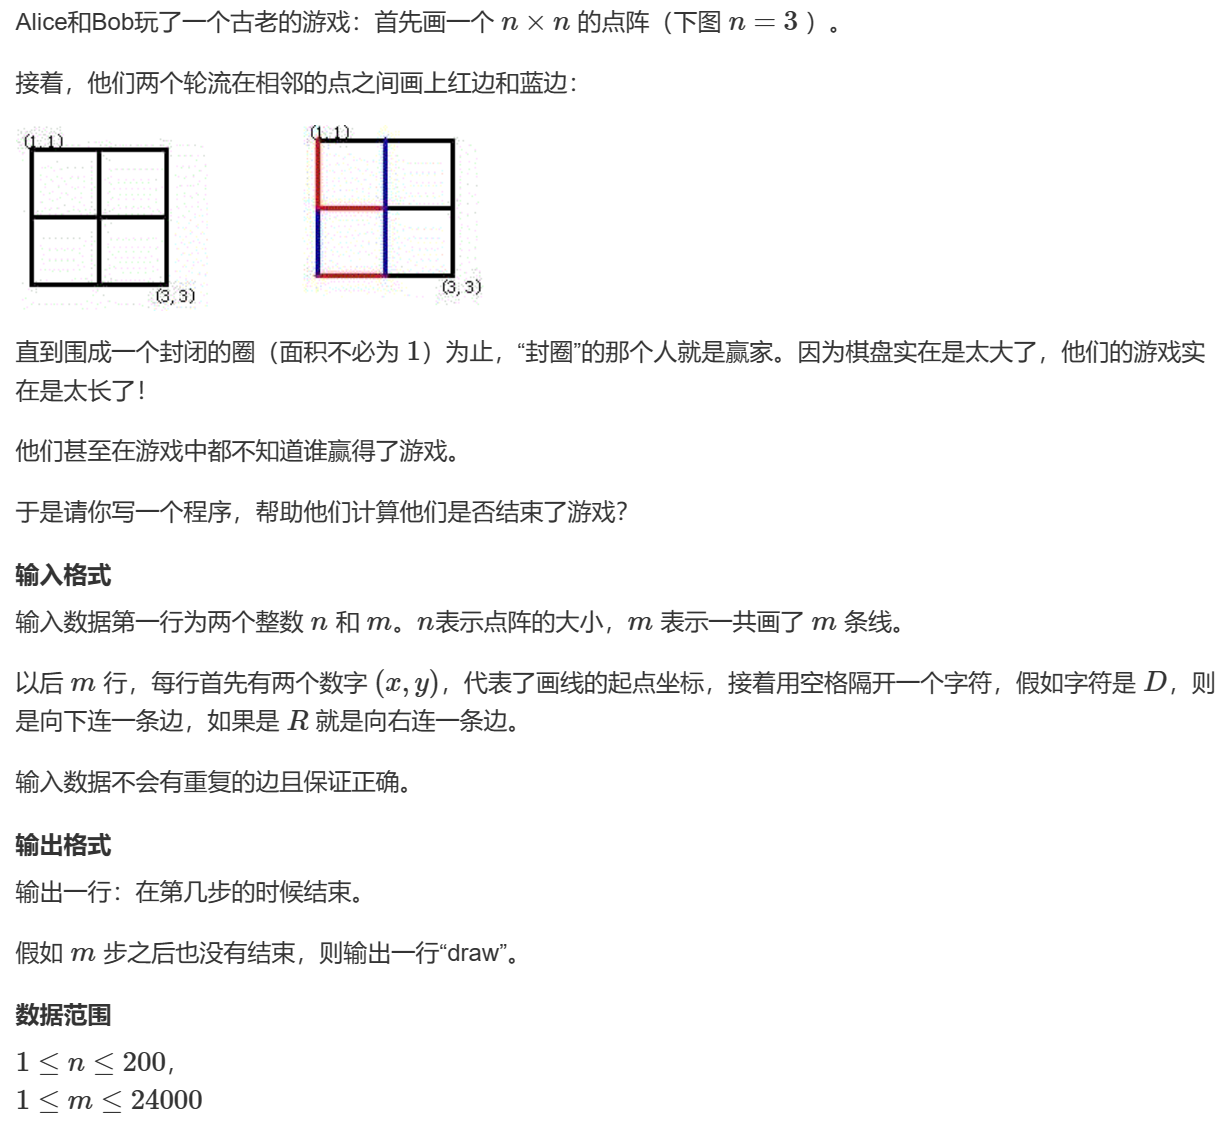 Alice和Bob玩了一个古老的游戏：首先画一个 n × n 的点阵（下图 n = 3 ）。
接着，他们两个轮流在相邻的点之间画上红边和蓝边：
(1, 1)
(3, 3)
(1, 1)
(3, 3)
直到围成一个封闭的圈（面积不必为 1）为止，“封圈”的那个人就是赢家。因为棋盘实在是太大了，他们的游戏实
在是太长了！
他们甚至在游戏中都不知道谁赢得了游戏。
于是请你写一个程序，帮助他们计算他们是否结束了游戏？
输入格式
输入数据第一行为两个整数 n 和 m。n表示点阵的大小，m 表示一共画了 m 条线。
以后 m 行，每行首先有两个数字 (x, y)，代表了画线的起点坐标，接着用空格隔开一个字符，假如字符是 D，则
是向下连一条边，如果是 R 就是向右连一条边。
输入数据不会有重复的边且保证正确。
输出格式
输出一行：在第几步的时候结束。
假如 m 步之后也没有结束，则输出一行“draw”。
数据范围
1 ≤ n ≤ 200,
1 ≤ m ≤ 24000